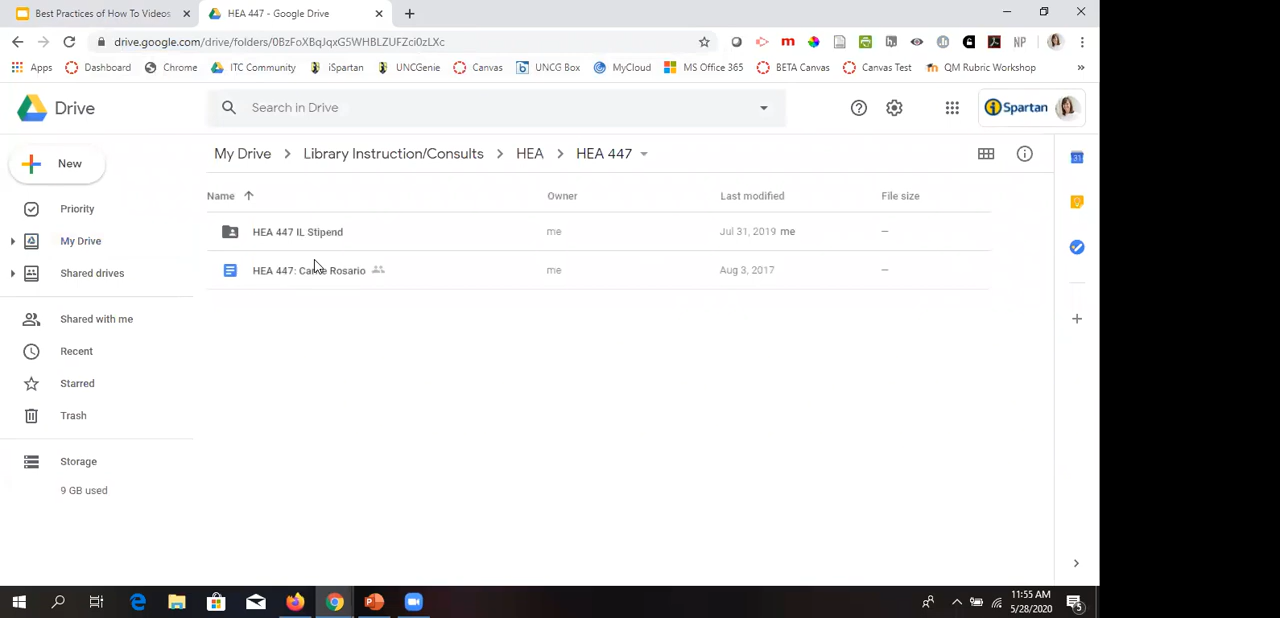 Best Practices of How To Videos
HEA 447 - Google Drive
drive.google.com/drive/folders/0BzFoXBqJqxG5WHBLZUFZci0zLXc
Apps Dashboard Chrome ITC Community iSpartan UNCGenie Canvas UNCG Box MyCloud MS Office 365 BETA Canvas Canvas Test QM Rubric Workshop »
Drive
Search in Drive
Spartan
New
My Drive > Library Instruction/Consults > HEA > HEA 447
Name Owner Last modified File size
HEA 447 IL Stipend me Jul 31, 2019 me —
HEA 447: Rosario me Aug 3, 2017 —
Priority
My Drive
Shared drives
Shared with me
Recent
Starred
Trash
Storage
9 GB used
31
m
NP
11:55 AM
5/28/2020
5